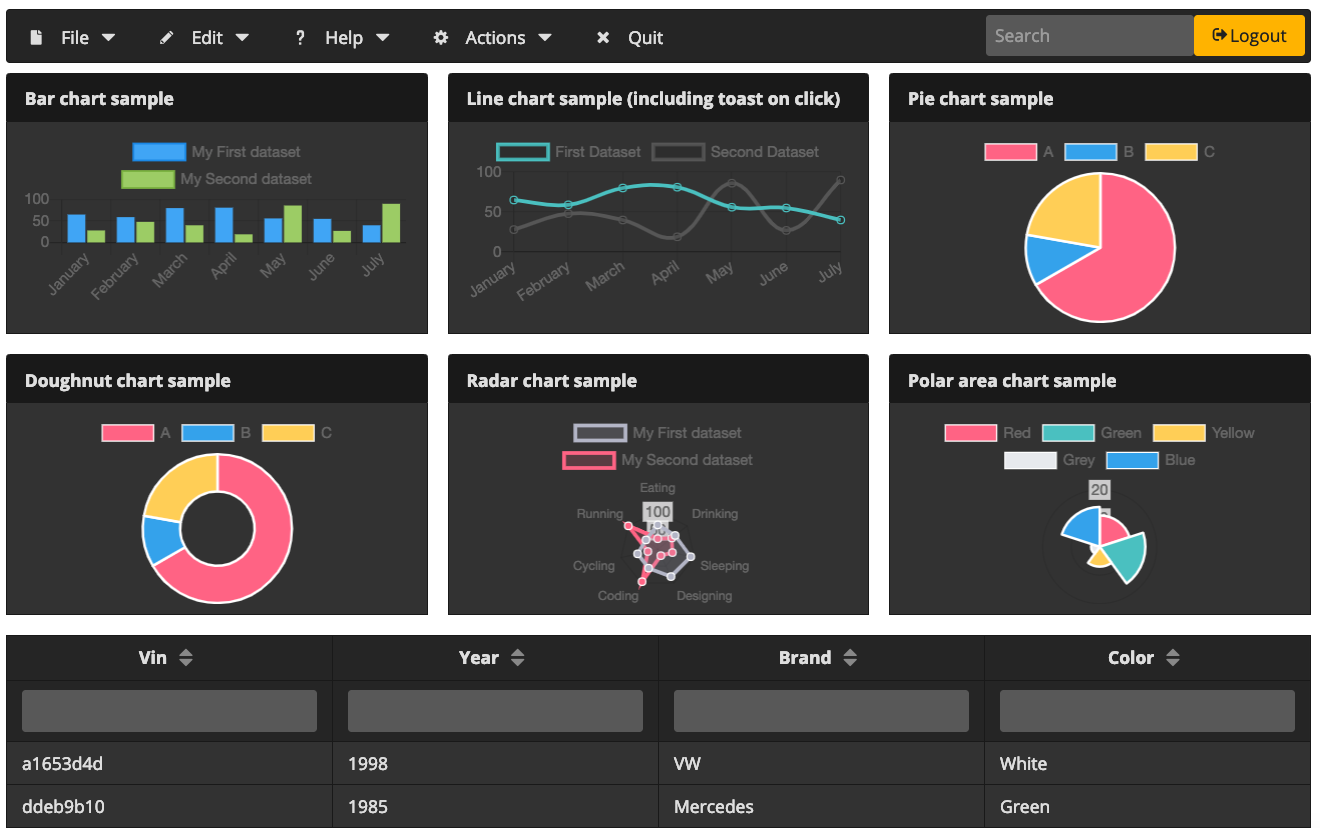 File Edit Help Actions Quit Search Logout
Bar chart sample
My First dataset
My Second dataset
100
50
0
January February March April May June July
Line chart sample (including toast on click)
First Dataset Second Dataset
100
50
0
January February March April May June July
Pie chart sample
A B C
Doughnut chart sample
A B C
Radar chart sample
My First dataset
My Second dataset
Eating
Running 100 Drinking
Cycling Sleeping
Coding Designing
Polar area chart sample
Red Green Yellow
Grey Blue
20
Vin Year Brand Color
a1653d4d 1998 VW White
ddeb9b10 1985 Mercedes Green